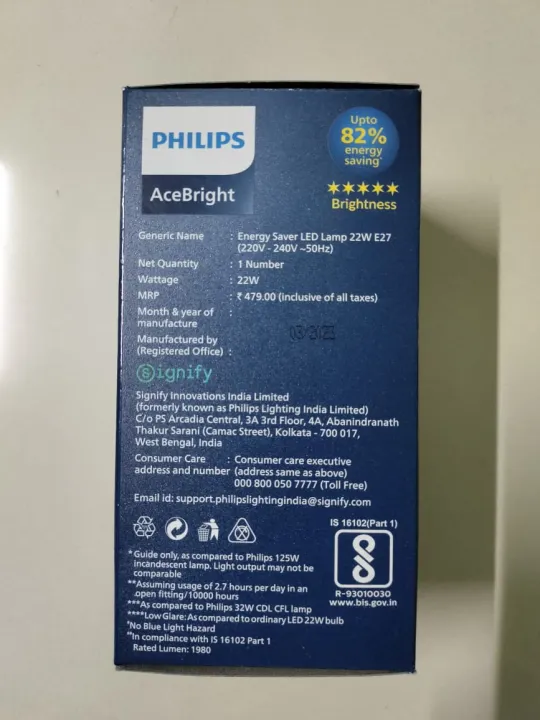 PHILIPS
AceBright
Upto
82%
energy
saving*
★★★★★
Brightness
Generic Name : Energy Saver LED Lamp 22W E27
(220V - 240V ~50Hz)
Net Quantity : 1 Number
Wattage : 22W
MRP : ₹ 479.00 (inclusive of all taxes)
Month & year of :
manufacture
Manufactured by
(Registered Office) :
Signify
Signify Innovations India Limited
(formerly known as Philips Lighting India Limited)
C/o PS Arcadia Central, 3A 3rd Floor, 4A, Abanindranath
Thakur Sarani (Camac Street), Kolkata - 700 017,
West Bengal, India
Consumer Care : Consumer care executive
address and number (address same as above)
000 800 050 7777 (Toll Free)
Email id: support.philipslightingindia@signify.com
IS 16102(Part 1)
R-93010030
www.bis.gov.in
*Guide only, as compared to Philips 125W
incandescent lamp. Light output may not be
comparable
**Assuming usage of 2.7 hours per day in an
open fitting/10000 hours
***As compared to Philips 32W CDL CFL lamp
****Low Glare: As compared to ordinary LED 22W bulb
#No Blue Light Hazard
##In compliance with IS 16102 Part 1
Rated Lumen: 1980